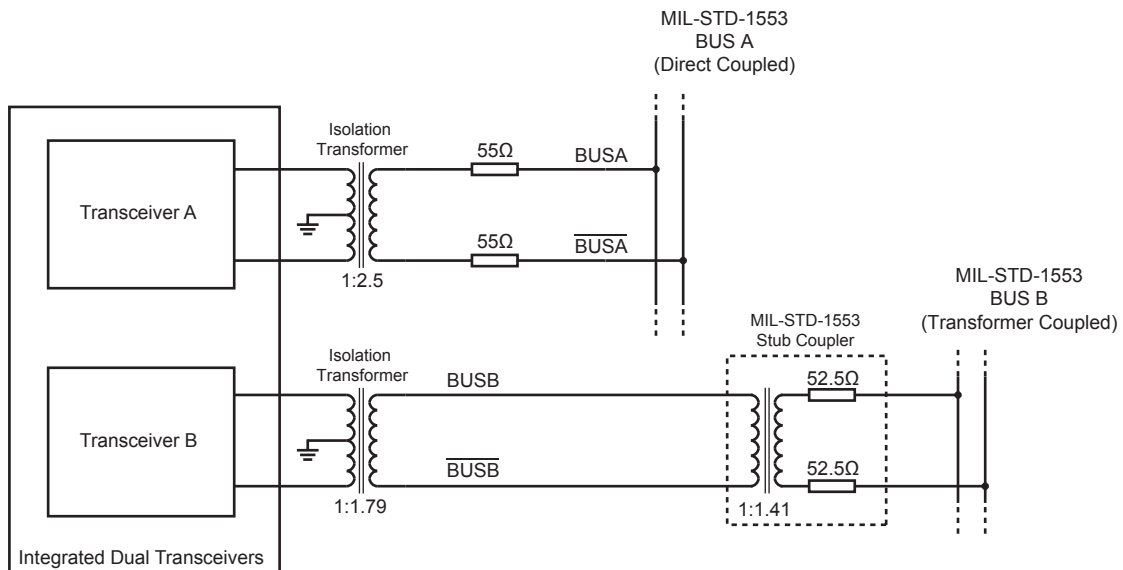 MIL-STD-1553
BUS A
(Direct Coupled)
Isolation
Transformer
55Ω
BUSA
Transceiver A
55Ω
B̅U̅S̅A̅
1:2.5
MIL-STD-1553
BUS B
(Transformer Coupled)
MIL-STD-1553
Stub Coupler
Isolation
Transformer
BUSB
52.5Ω
Transceiver B
B̅U̅S̅B̅
52.5Ω
1:1.79
1:1.41
Integrated Dual Transceivers